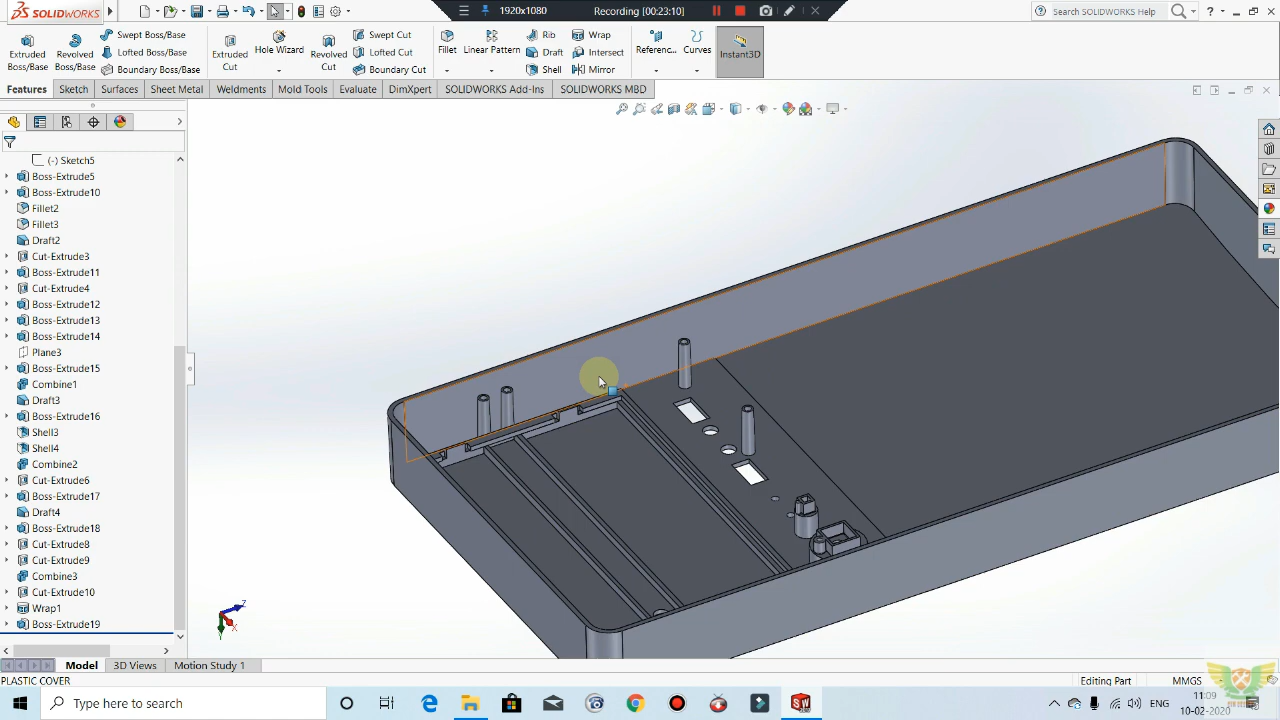 SOLIDWORKS
1920x1080
Recording [00:23:10]
Search SOLIDWORKS Help
Extruded Boss/Base
Revolved Boss/Base
Swept Boss/Base
Lofted Boss/Base
Boundary Boss/Base
Extruded Cut
Hole Wizard
Revolved Cut
Swept Cut
Lofted Cut
Boundary Cut
Fillet
Linear Pattern
Rib
Draft
Shell
Wrap
Intersect
Mirror
Referenc...
Curves
Instant3D
Features
Sketch
Surfaces
Sheet Metal
Weldments
Mold Tools
Evaluate
DimXpert
SOLIDWORKS Add-Ins
SOLIDWORKS MBD
(-) Sketch5
Boss-Extrude5
Boss-Extrude10
Fillet2
Fillet3
Draft2
Cut-Extrude3
Boss-Extrude11
Cut-Extrude4
Boss-Extrude12
Boss-Extrude13
Boss-Extrude14
Plane3
Boss-Extrude15
Combine1
Draft3
Boss-Extrude16
Shell3
Shell4
Combine2
Cut-Extrude6
Boss-Extrude17
Draft4
Boss-Extrude18
Cut-Extrude8
Cut-Extrude9
Combine3
Cut-Extrude10
Wrap1
Boss-Extrude19
Z
X
Y
Model
3D Views
Motion Study 1
PLASTIC COVER
Editing Part
MMGS
Type here to search
ENG
11:09
10-02-2020